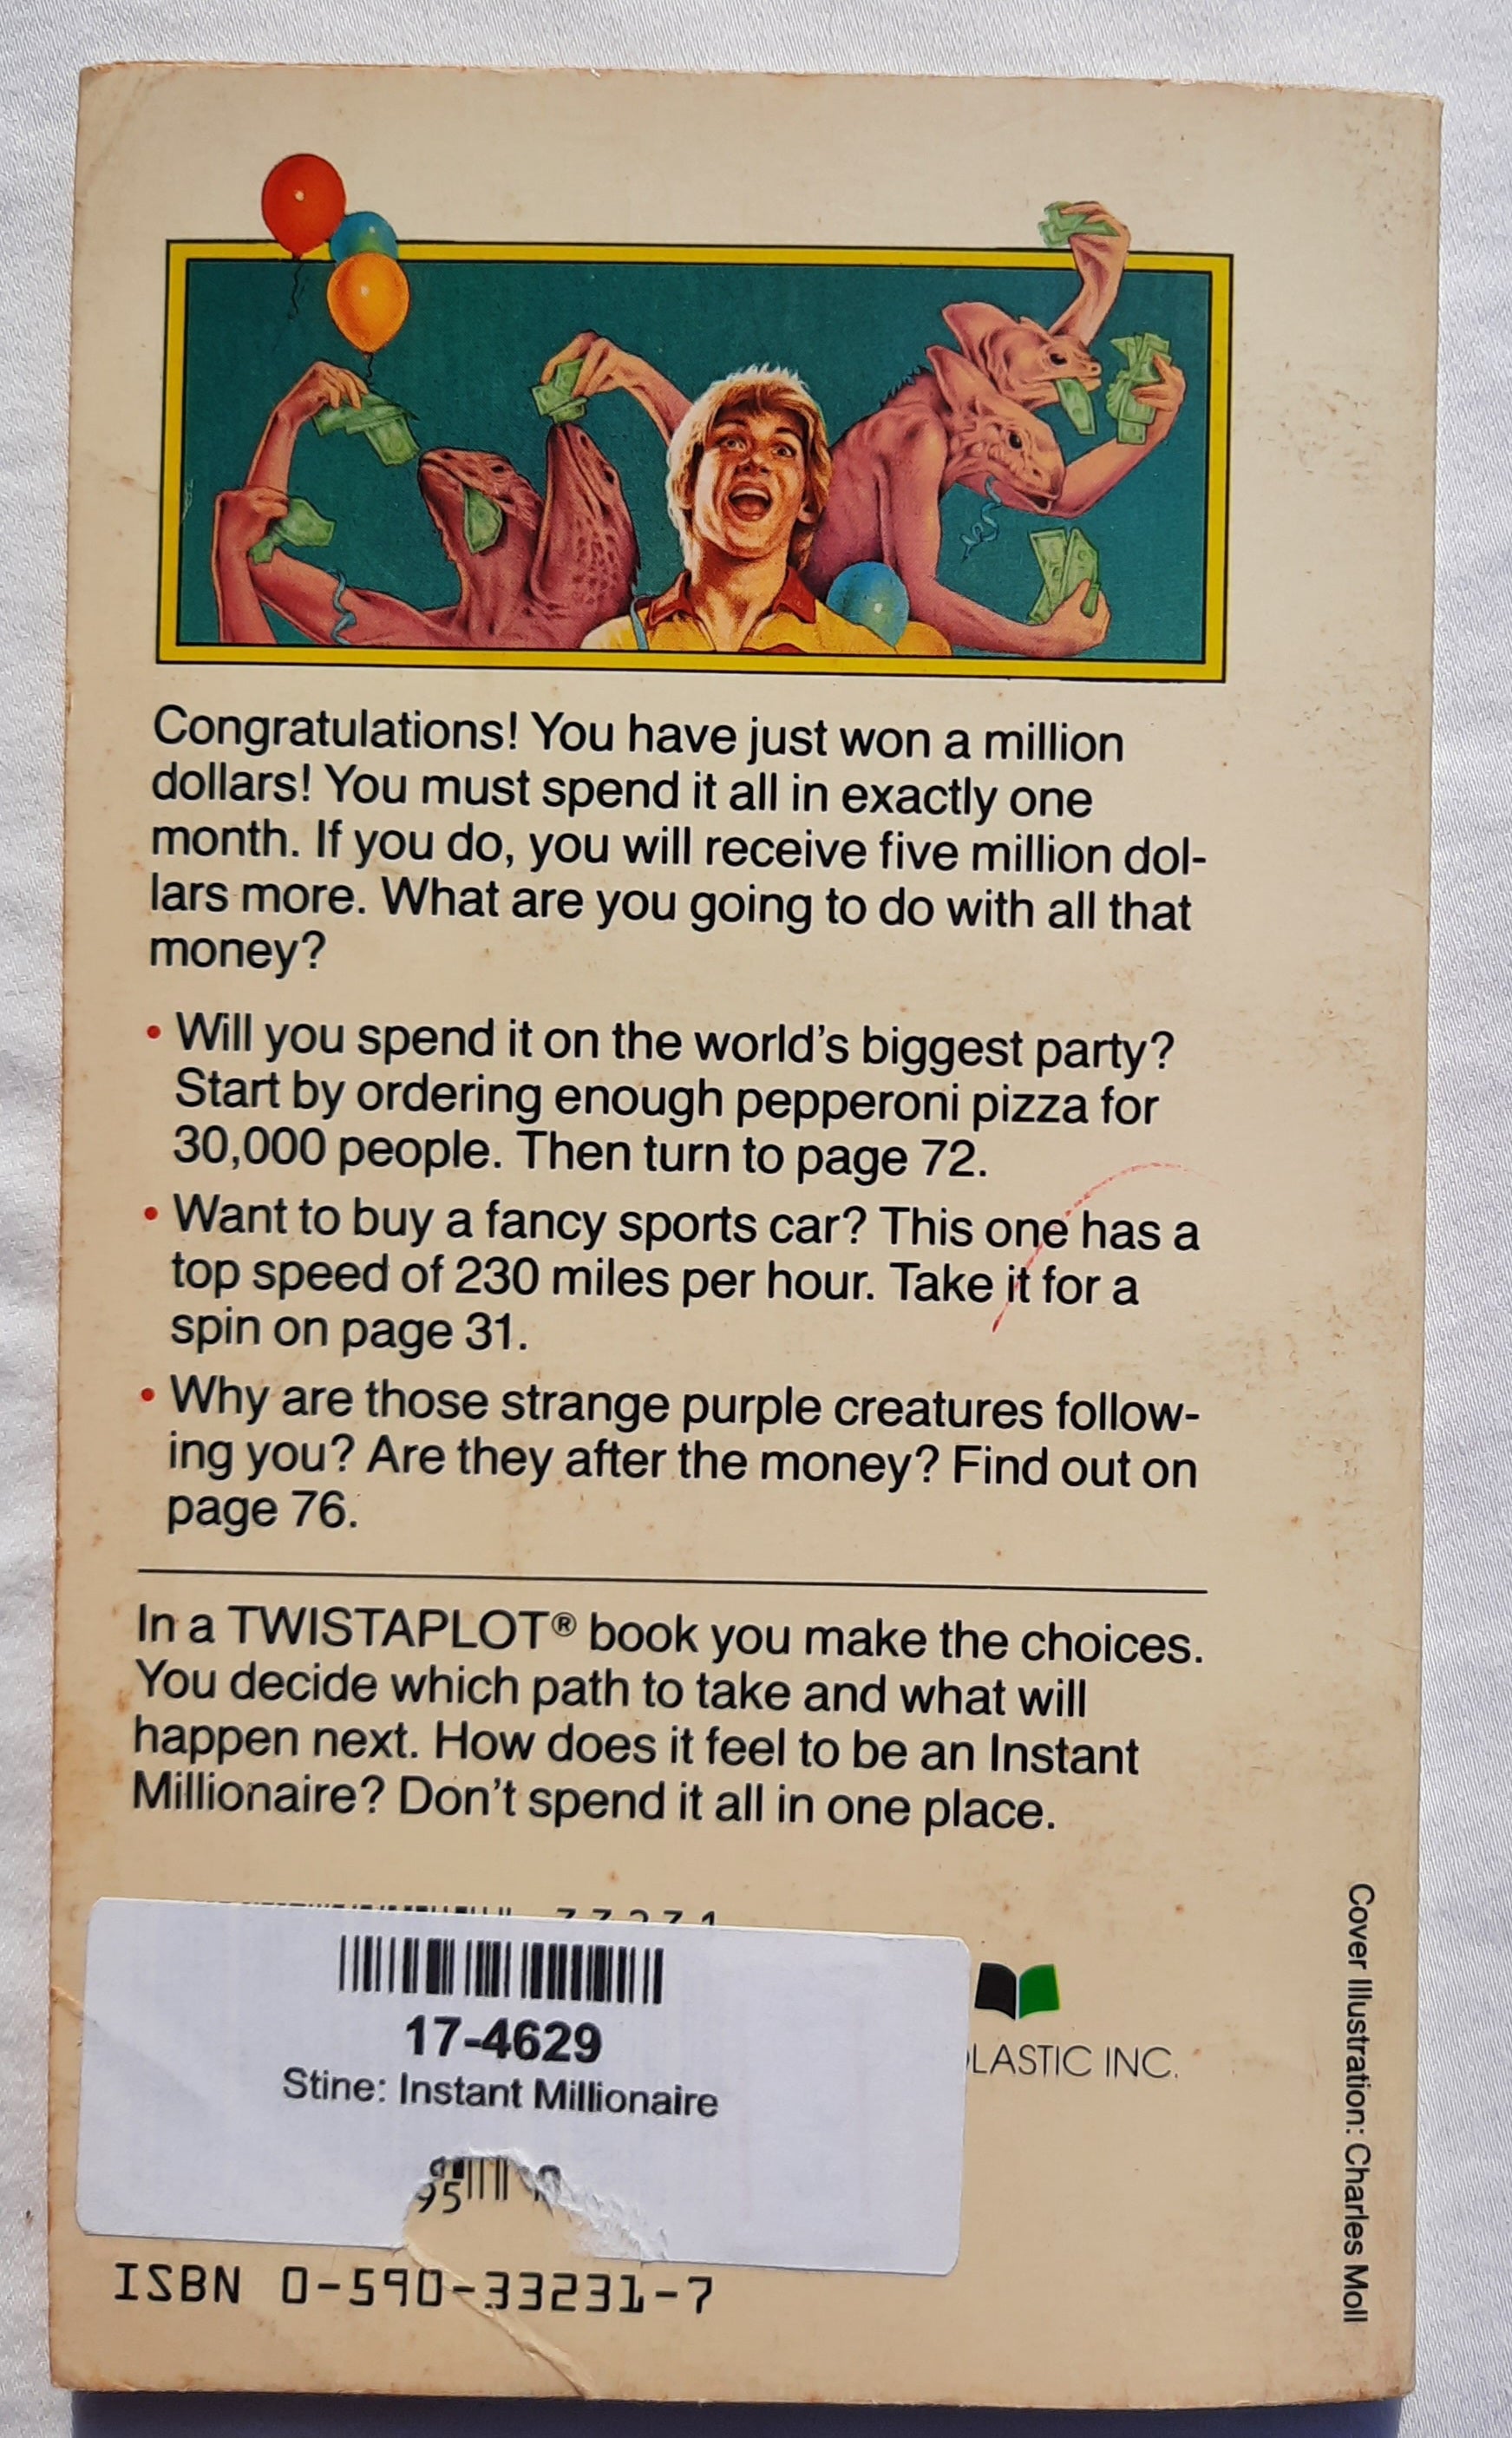 Congratulations! You have just won a million
dollars! You must spend it all in exactly one
month. If you do, you will receive five million dol-
lars more. What are you going to do with all that
money?
• Will you spend it on the world's biggest party?
Start by ordering enough pepperoni pizza for
30,000 people. Then turn to page 72.
• Want to buy a fancy sports car? This one has a
top speed of 230 miles per hour. Take it for a
spin on page 31.
• Why are those strange purple creatures follow-
ing you? Are they after the money? Find out on
page 76.
In a TWISTAPLOT® book you make the choices.
You decide which path to take and what will
happen next. How does it feel to be an Instant
Millionaire? Don't spend it all in one place.
17-4629
Stine: Instant Millionaire
LASTIC INC.
ISBN 0-590-33231-7
Cover Illustration: Charles Moll